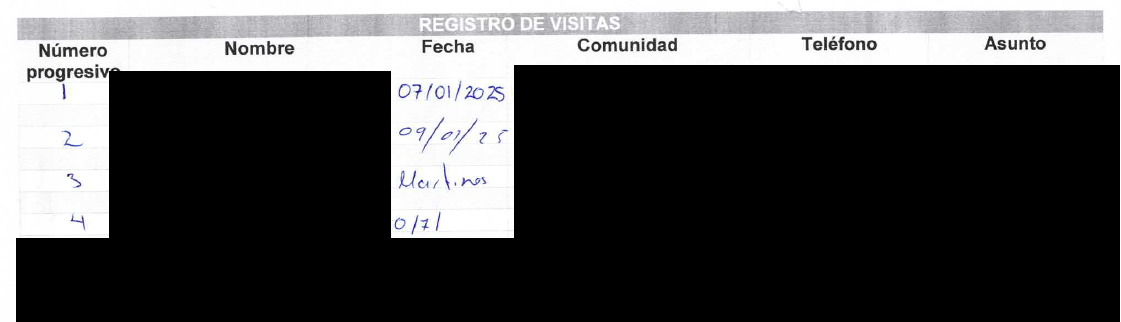 REGISTRO DE VISITAS
Número progresivo Nombre Fecha Comunidad Teléfono Asunto
1 07/01/2025
2 09/01/25
3 Martinez
4 0/7/